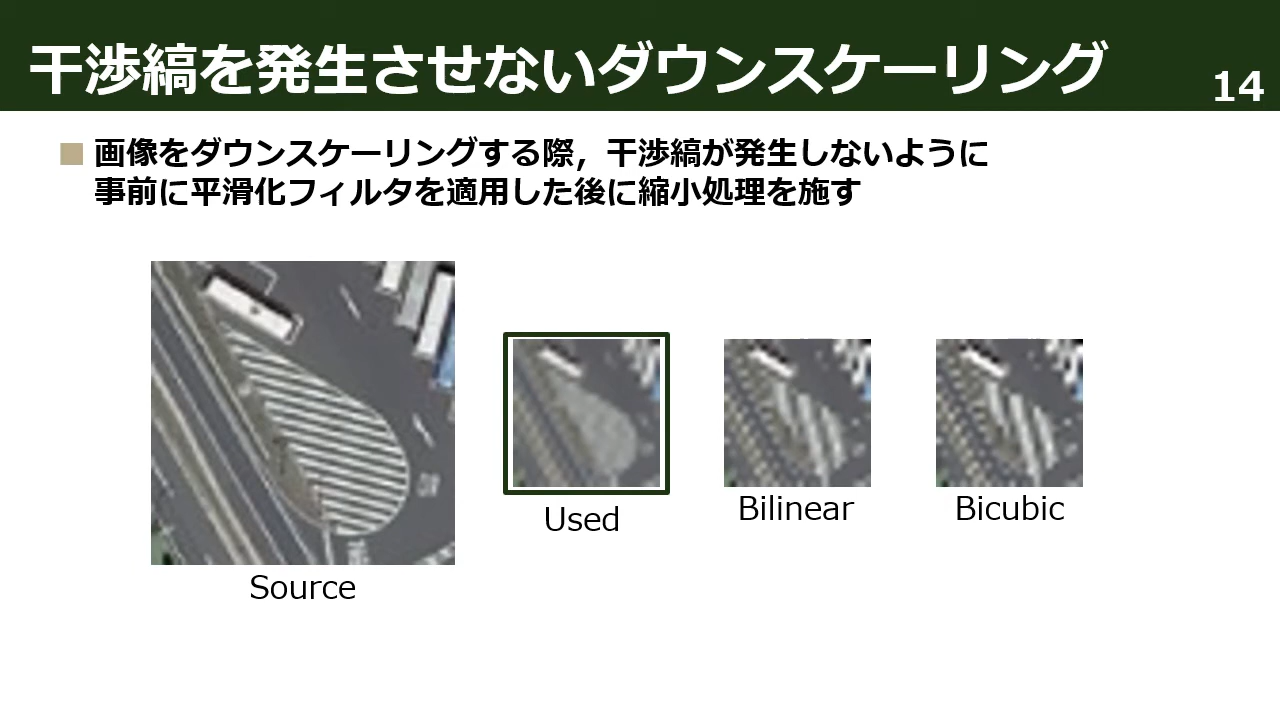 干渉縞を発生させないダウンスケーリング
14
画像をダウンスケーリングする際，干渉縞が発生しないように
事前に平滑化フィルタを適用した後に縮小処理を施す
Source
Used
Bilinear
Bicubic